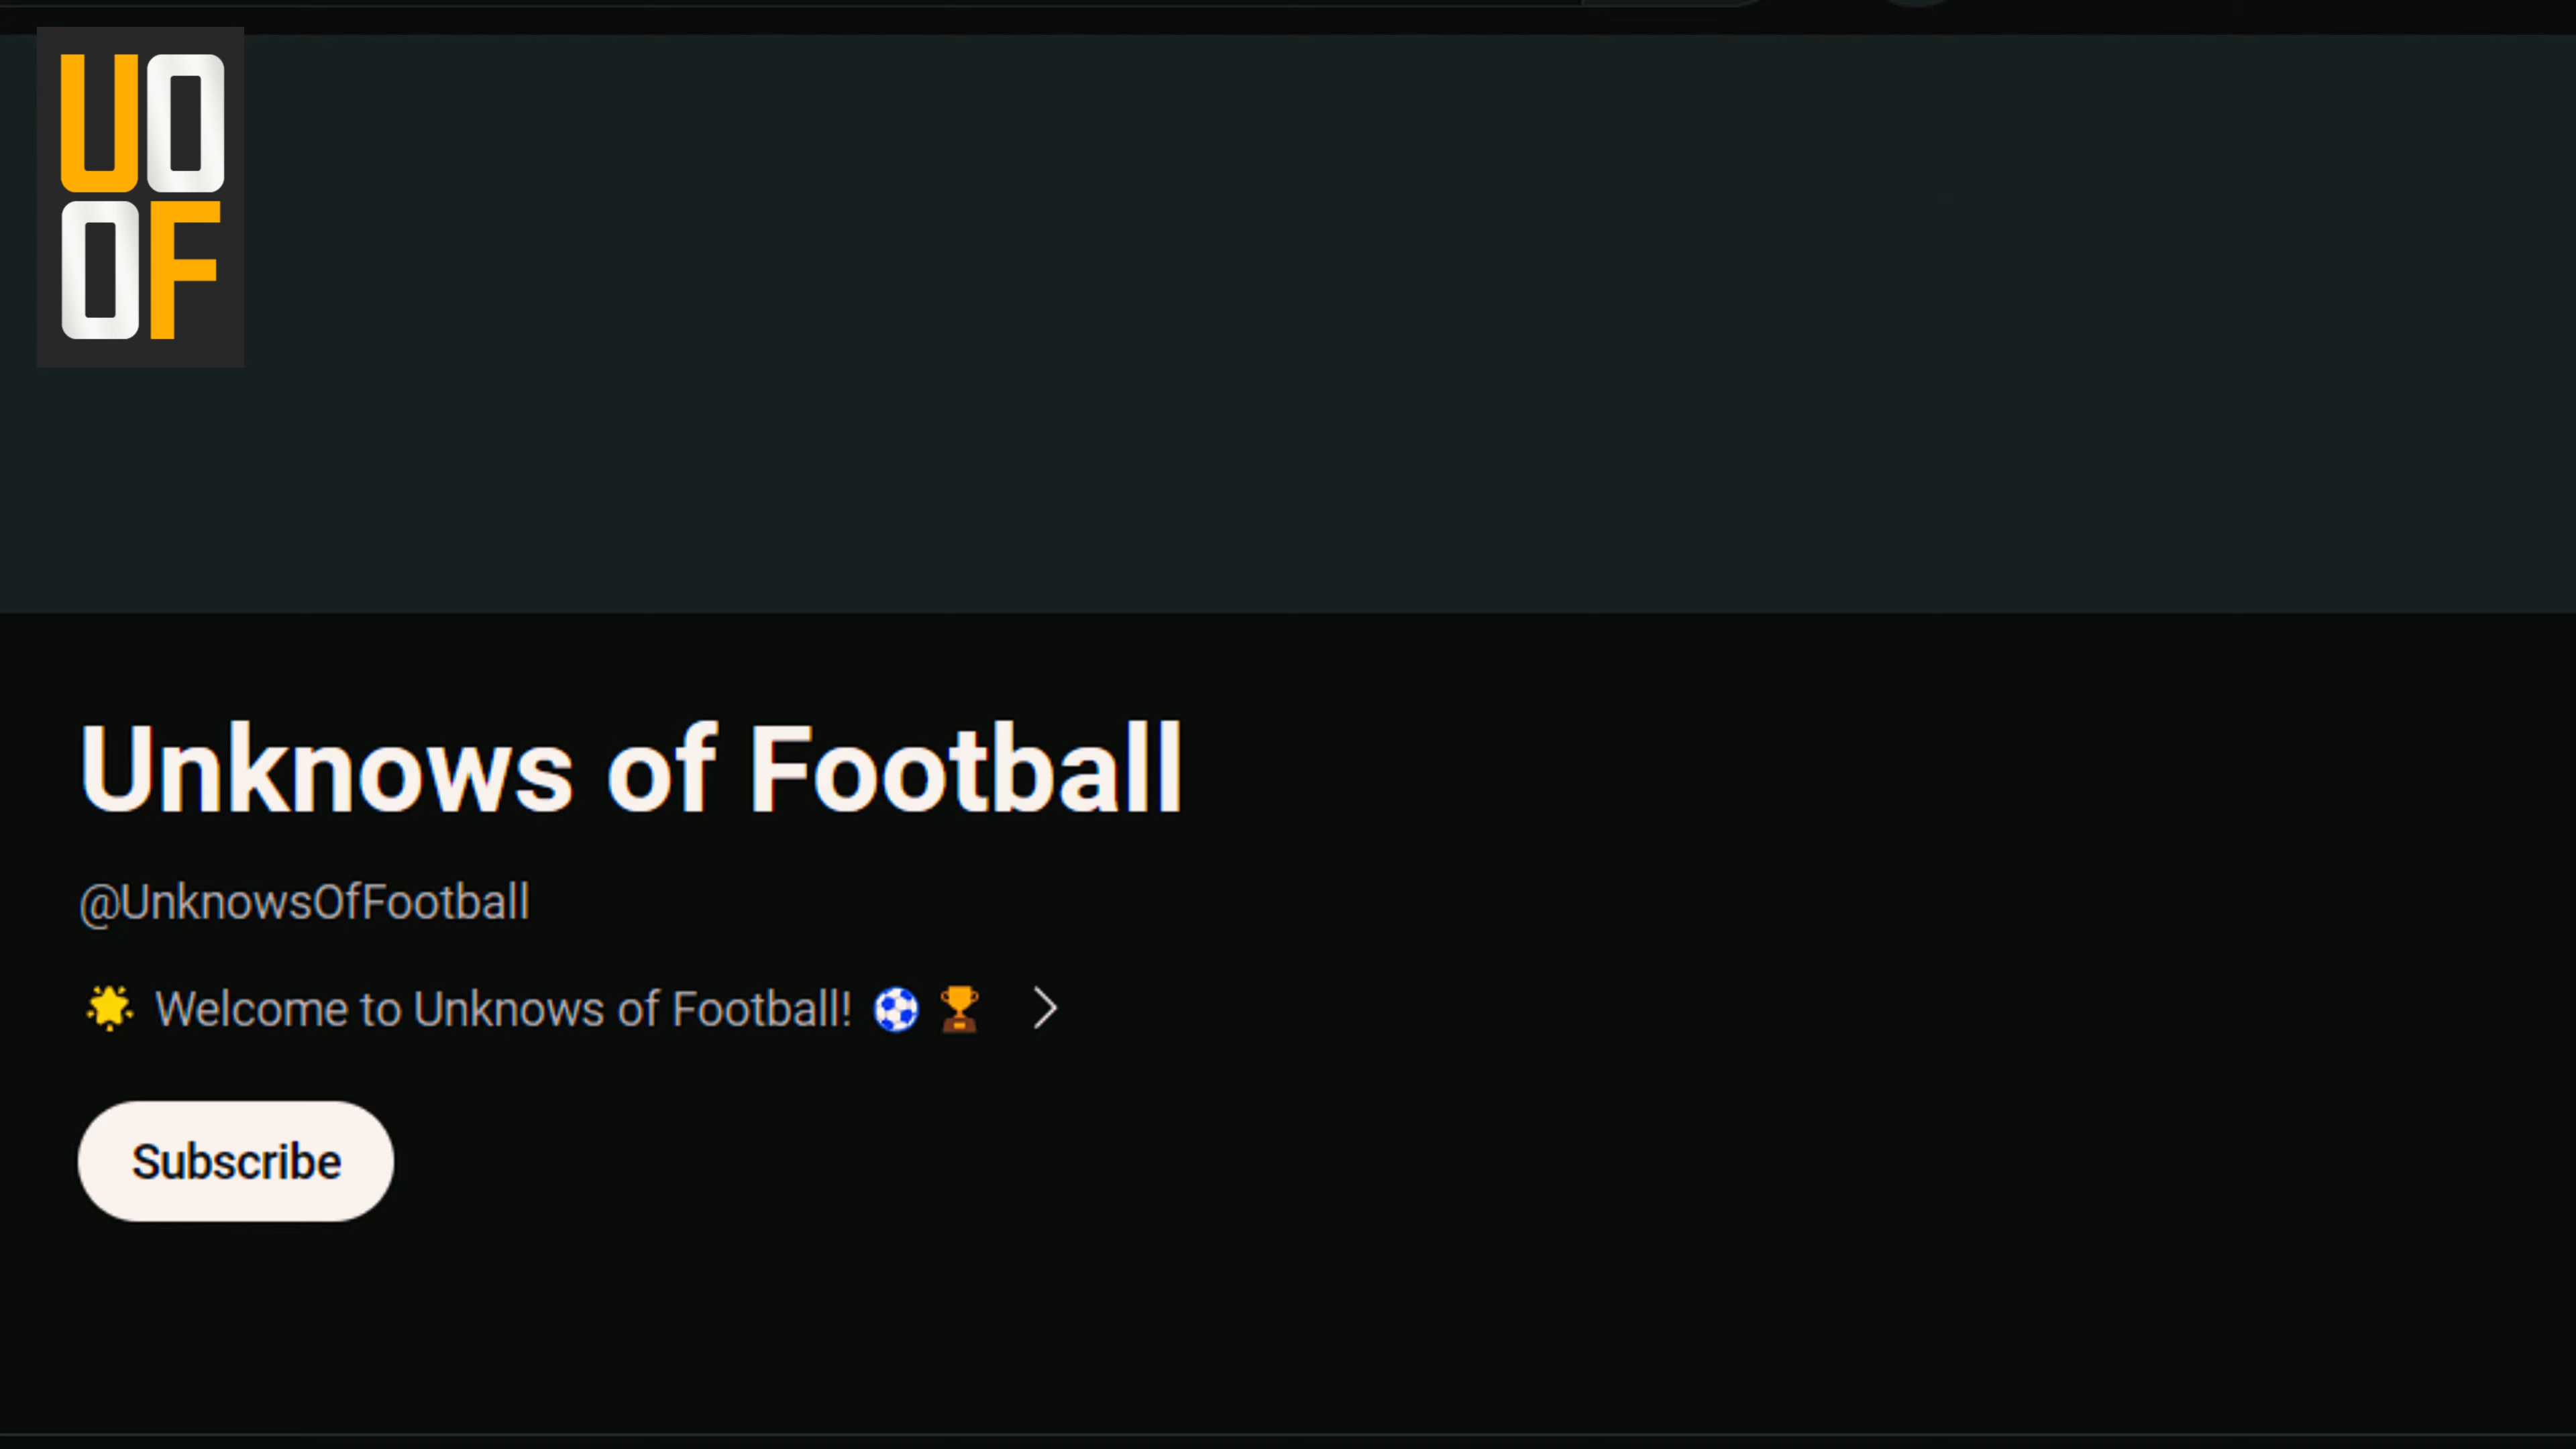 UO
OF
Unknows of Football
@UnknowsOfFootball
🌟 Welcome to Unknows of Football! ⚽ 🏆 >
Subscribe